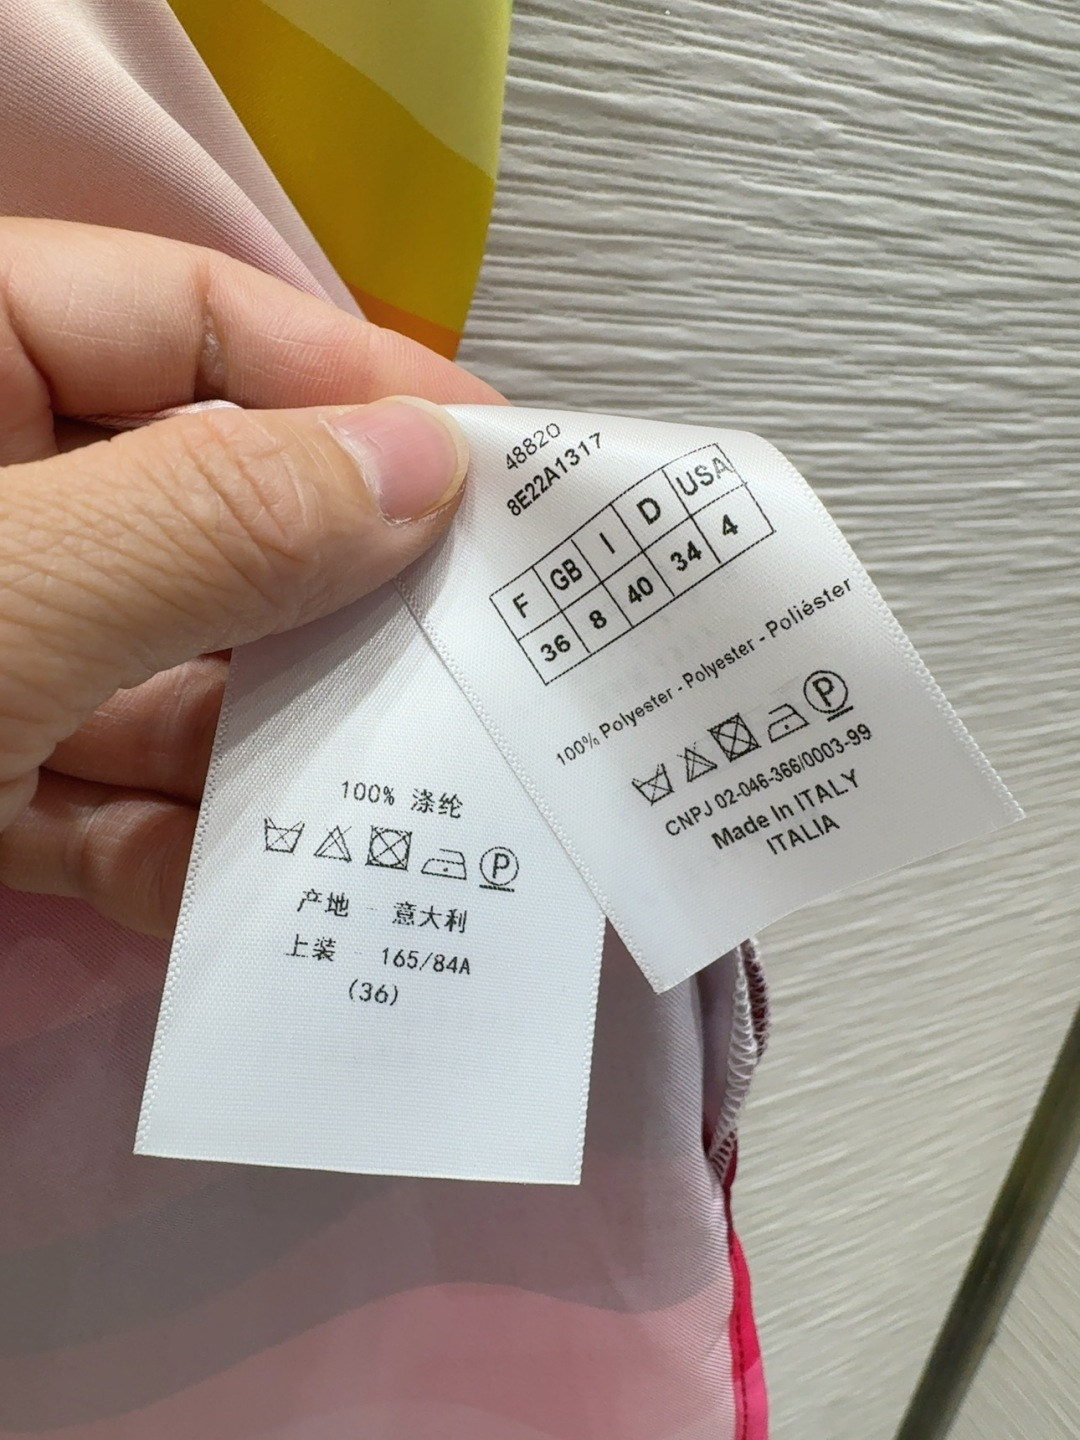 48820
8E22A1317
F GB I D USA
36 8 40 34 4
100% Polyester - Polyester - Poliéster
P
CNPJ 02-046-366/0003-99
Made In ITALY
ITALIA
100% 涤纶
P
产地 意大利
上装 165/84A
(36)